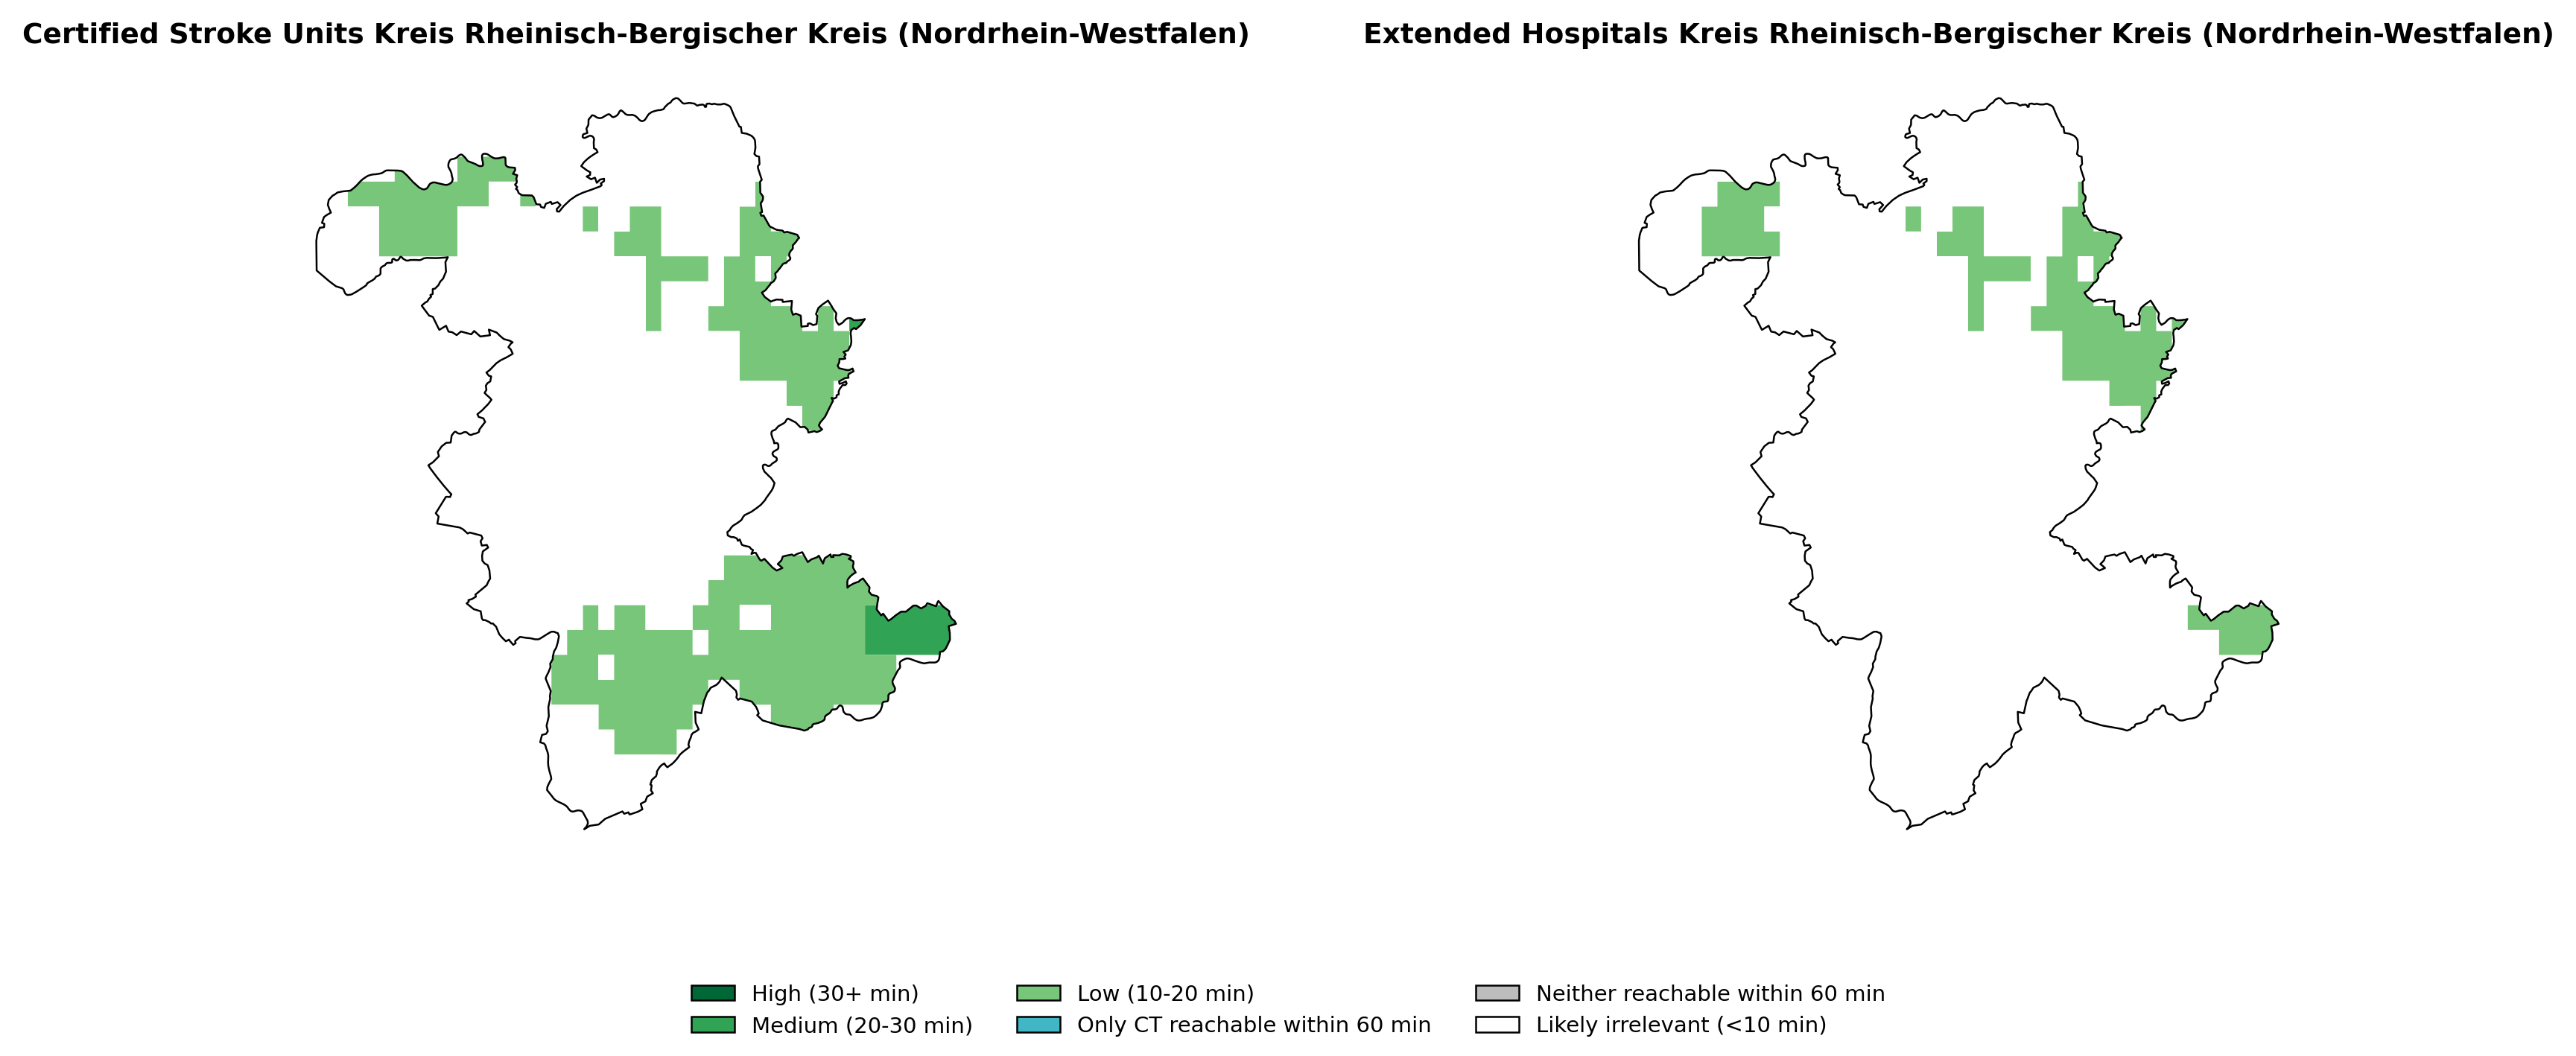 Certified Stroke Units Kreis Rheinisch-Bergischer Kreis (Nordrhein-Westfalen)
Extended Hospitals Kreis Rheinisch-Bergischer Kreis (Nordrhein-Westfalen)
High (30+ min)
Medium (20-30 min)
Low (10-20 min)
Only CT reachable within 60 min
Neither reachable within 60 min
Likely irrelevant (<10 min)